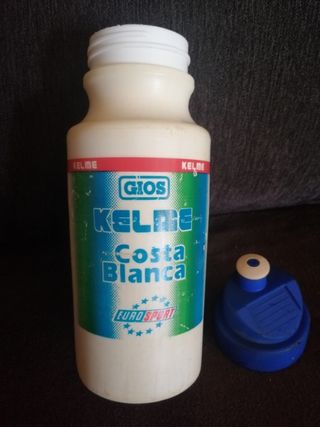 KELME KELME
GIOS
KELME
Costa
Blanca
EUROSPORT